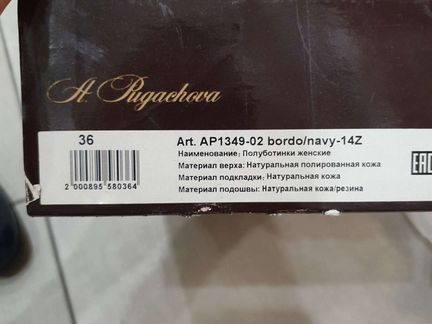 A. Pugachova
36
Art. AP1349-02 bordo/navy-14Z
Наименование: Полуботинки женские
Материал верха: Натуральная полированная кожа
Материал подкладки: Натуральная кожа
Материал подошвы: Натуральная кожа/резина
2 000895 580364
EAC